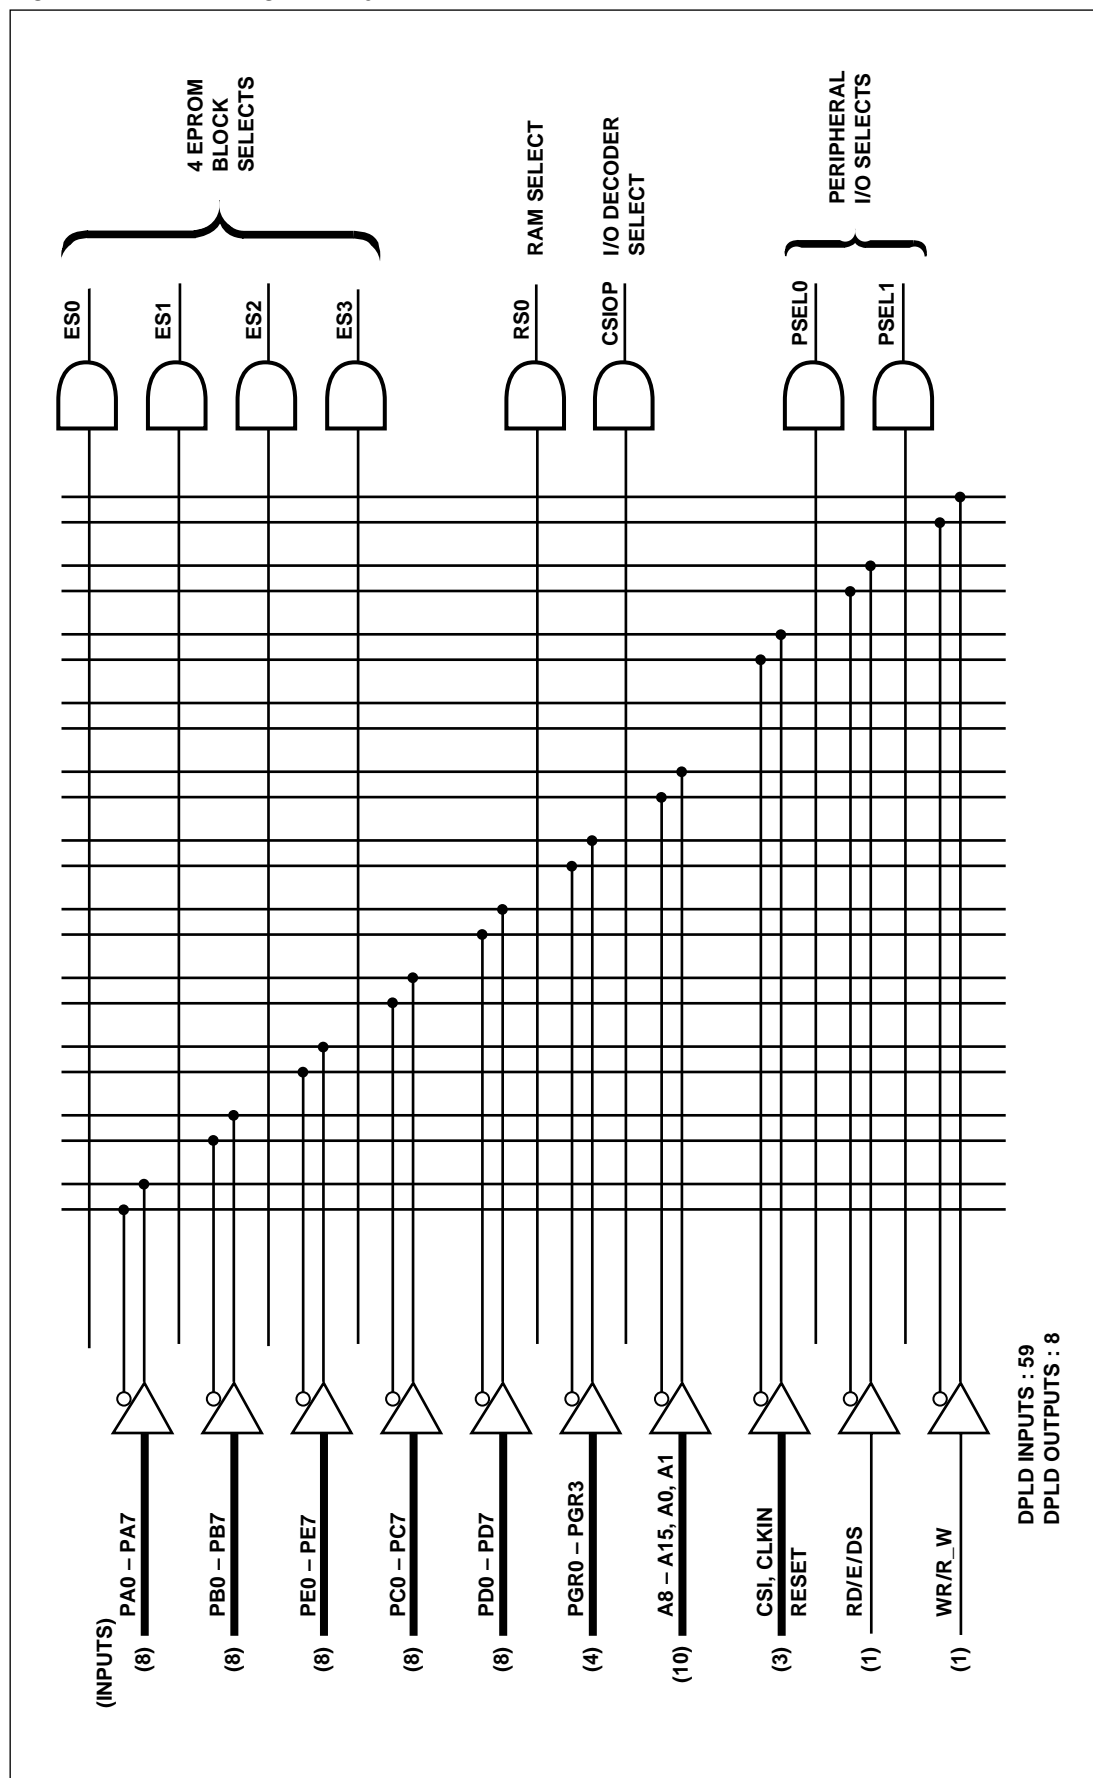 (INPUTS)
(8)
PA0 – PA7
(8)
PB0 – PB7
(8)
PE0 – PE7
(8)
PC0 – PC7
(8)
PD0 – PD7
(4)
PGR0 – PGR3
(10)
A8 – A15, A0, A1
(3)
CSI, CLKIN
RESET
(1)
RD/E/DS
(1)
WR/R_W
ES0
ES1
ES2
ES3
4 EPROM
BLOCK
SELECTS
RS0
RAM SELECT
CSIOP
I/O DECODER
SELECT
PSEL0
PSEL1
PERIPHERAL
I/O SELECTS
DPLD INPUTS : 59
DPLD OUTPUTS : 8